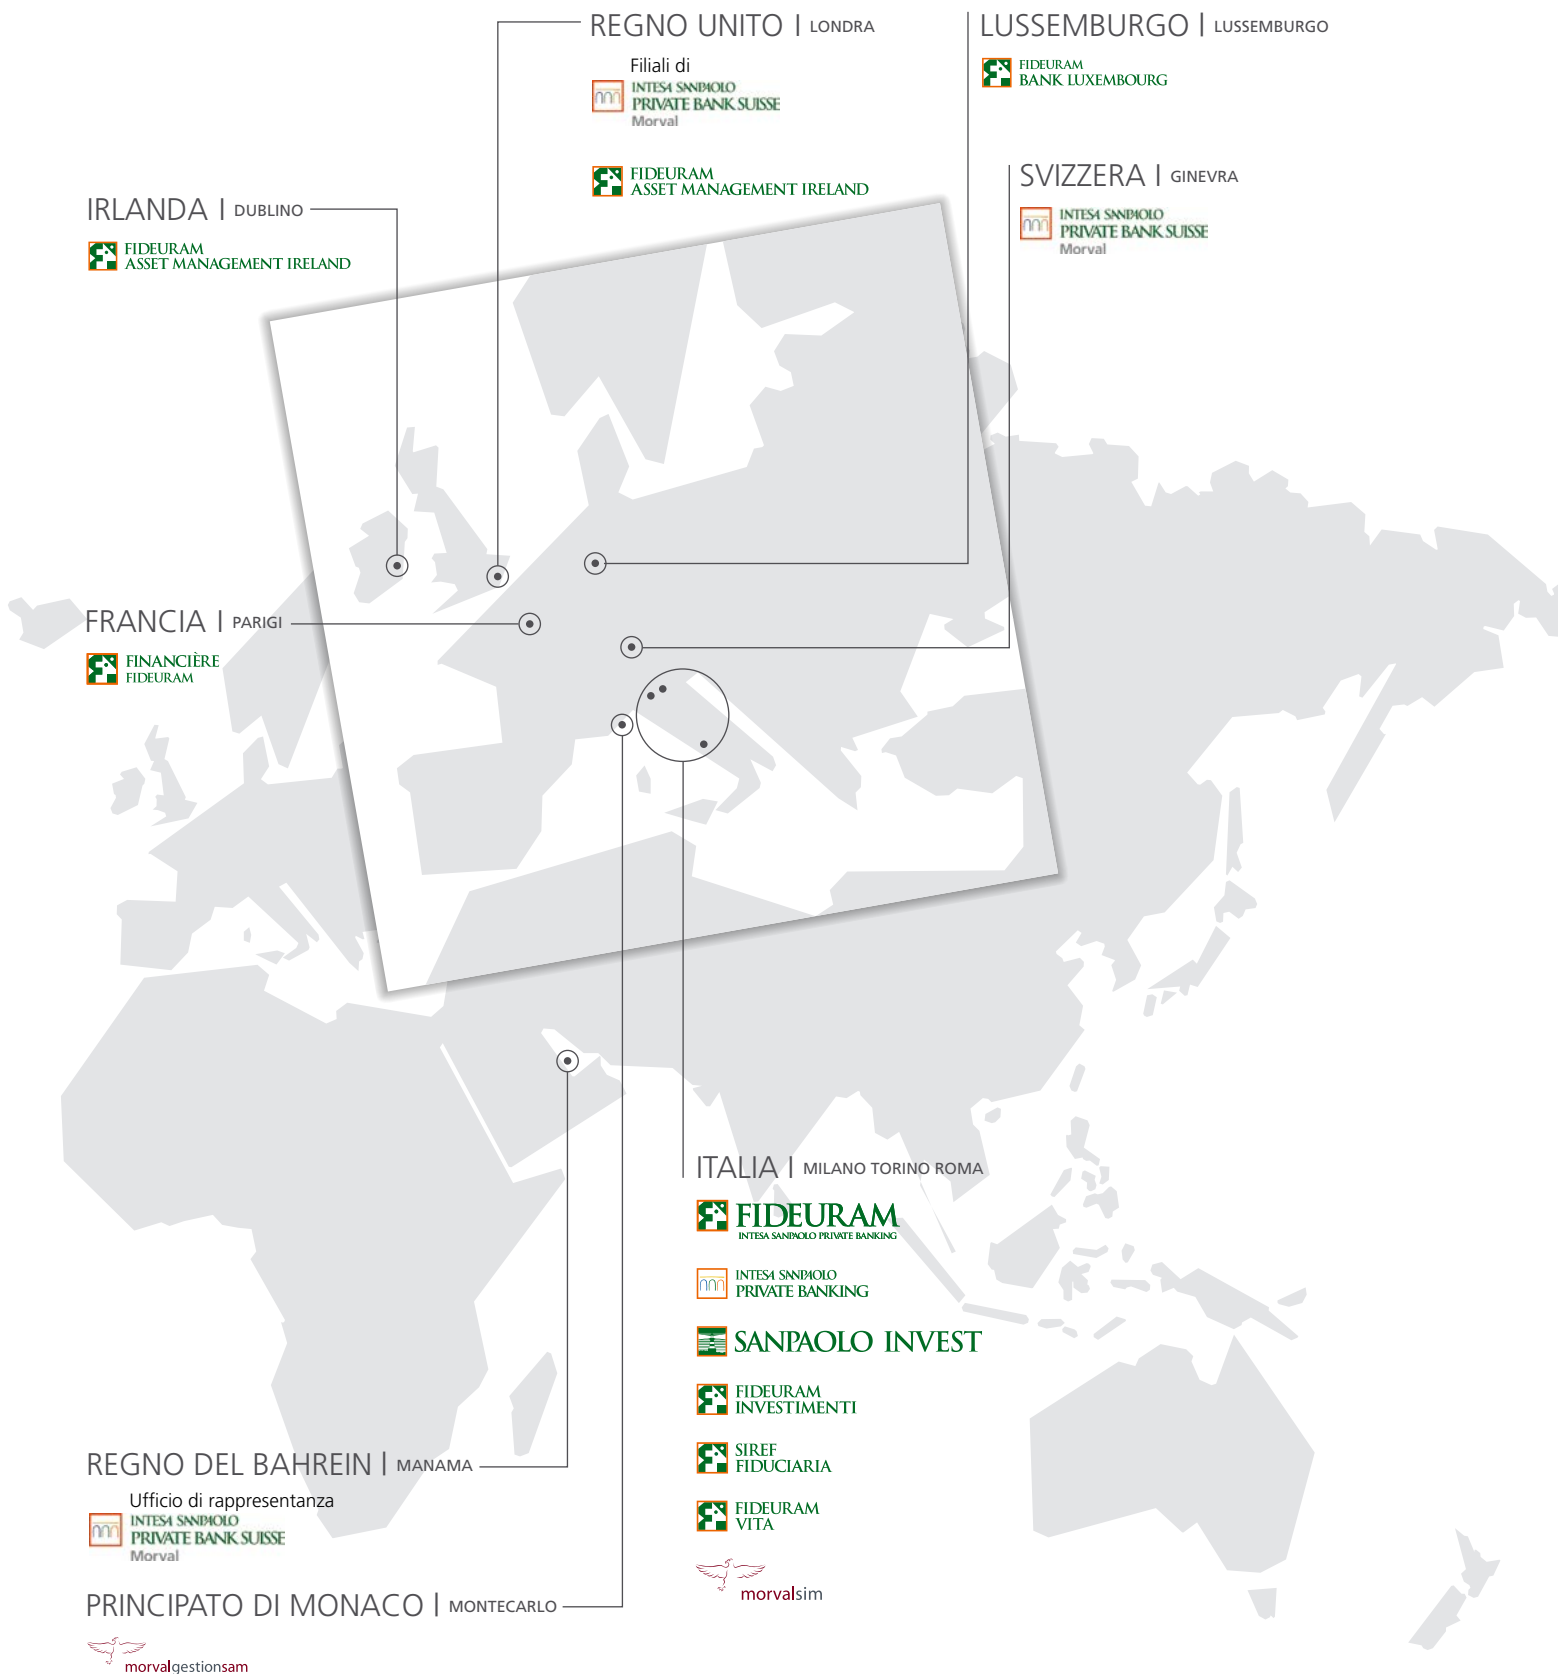 REGNO UNITO | LONDRA
Filiali di
INTESA SANPAOLO
PRIVATE BANK SUISSE
Morval
FIDEURAM
ASSET MANAGEMENT IRELAND
LUSSEMBURGO | LUSSEMBURGO
FIDEURAM
BANK LUXEMBOURG
SVIZZERA | GINEVRA
INTESA SANPAOLO
PRIVATE BANK SUISSE
Morval
IRLANDA | DUBLINO
FIDEURAM
ASSET MANAGEMENT IRELAND
FRANCIA | PARIGI
FINANCIÈRE
FIDEURAM
ITALIA | MILANO TORINO ROMA
FIDEURAM
INTESA SANPAOLO PRIVATE BANKING
INTESA SANPAOLO
PRIVATE BANKING
SANPAOLO INVEST
FIDEURAM
INVESTIMENTI
SIREF
FIDUCIARIA
FIDEURAM
VITA
morvalsim
REGNO DEL BAHREIN | MANAMA
Ufficio di rappresentanza
INTESA SANPAOLO
PRIVATE BANK SUISSE
Morval
PRINCIPATO DI MONACO | MONTECARLO
morvalgestionsam